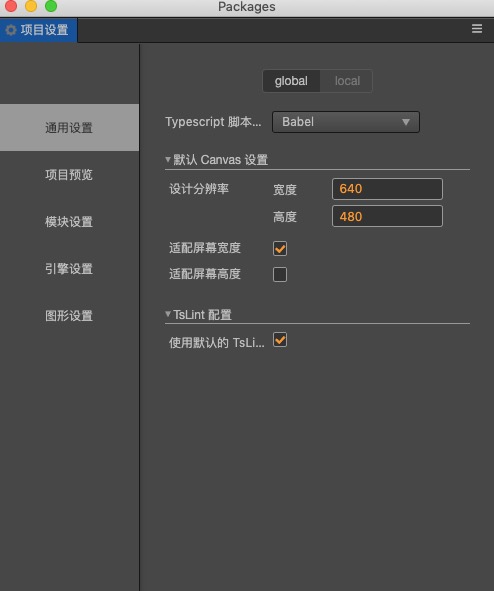 Packages
项目设置
通用设置
项目预览
模块设置
引擎设置
图形设置
global local
Typescript 脚本... Babel
默认 Canvas 设置
设计分辨率 宽度 640
高度 480
适配屏幕宽度
适配屏幕高度
TsLint 配置
使用默认的 TsLi...